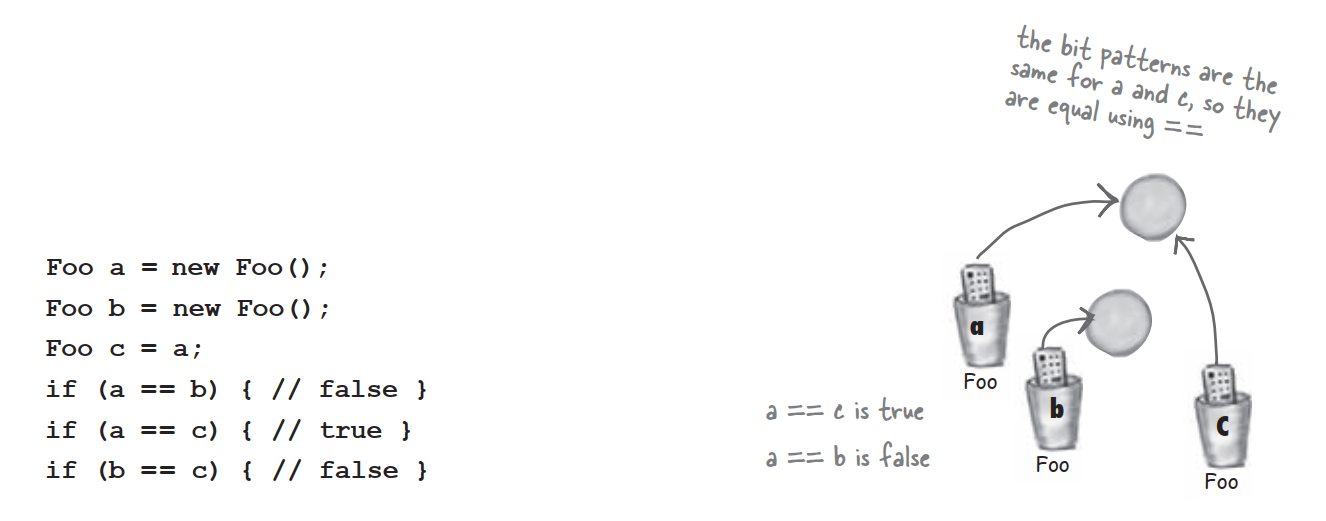 the bit patterns are the
same for a and c, so they
are equal using ==
Foo a = new Foo();
Foo b = new Foo();
Foo c = a;
if (a == b) { // false }
if (a == c) { // true }
if (b == c) { // false }
a == c is true
a == b is false
a
Foo
b
Foo
c
Foo